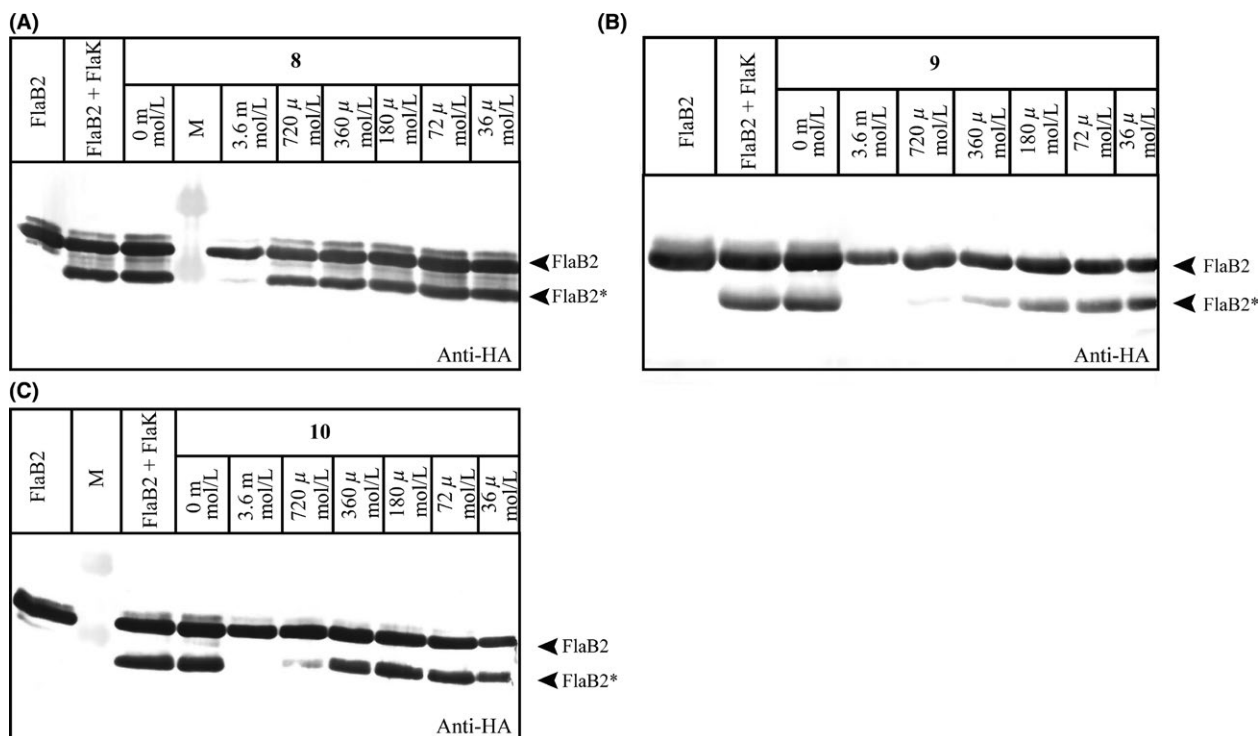 (A)
FlaB2
FlaB2 + FlaK
8
0 m
mol/L
M
3.6 m
mol/L
720 μ
mol/L
360 μ
mol/L
180 μ
mol/L
72 μ
mol/L
36 μ
mol/L
FlaB2
FlaB2*
Anti-HA
(B)
FlaB2
FlaB2 + FlaK
9
0 m
mol/L
3.6 m
mol/L
720 μ
mol/L
360 μ
mol/L
180 μ
mol/L
72 μ
mol/L
36 μ
mol/L
FlaB2
FlaB2*
Anti-HA
(C)
FlaB2
M
FlaB2 + FlaK
10
0 m
mol/L
3.6 m
mol/L
720 μ
mol/L
360 μ
mol/L
180 μ
mol/L
72 μ
mol/L
36 μ
mol/L
FlaB2
FlaB2*
Anti-HA